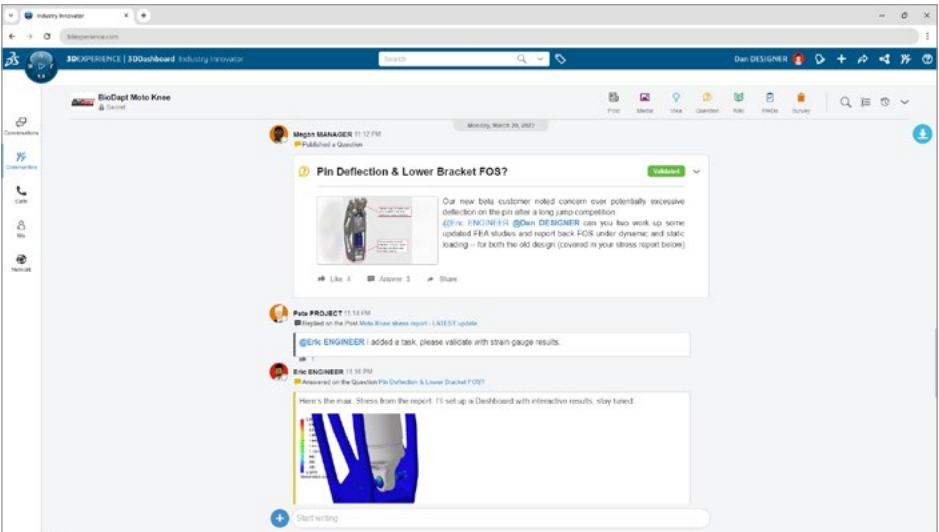 Industry Innovator
3dexperience.com
3DEXPERIENCE | 3DDashboard Industry Innovator
Search
Dan DESIGNER
BioDapt Moto Knee
Secret
Post
Media
Idea
Question
Wiki
Survey
Conversations
Communities
Calls
Me
Network
Monday, March 20, 2023
Megan MANAGER 11:12 PM
Published a Question
Pin Deflection & Lower Bracket FOS?
Validated
Our new beta customer noted concern over potentially excessive
deflection on the pin after a long jump competition.
@Eric ENGINEER @Dan DESIGNER can you two work up some
updated FEA studies and report back FOS under dynamic and static
loading – for both the old design (covered in your stress report below)
Like 4
Answer 3
Share
Pete PROJECT 11:14 PM
Replied on the Post Moto Knee stress report - LATEST update
@Eric ENGINEER I added a task, please validate with strain gauge results.
1
Eric ENGINEER 11:16 PM
Answered on the Question Pin Deflection & Lower Bracket FOS?
Here's the max. Stress from the report. I'll set up a Dashboard with interactive results, stay tuned...
Start writing